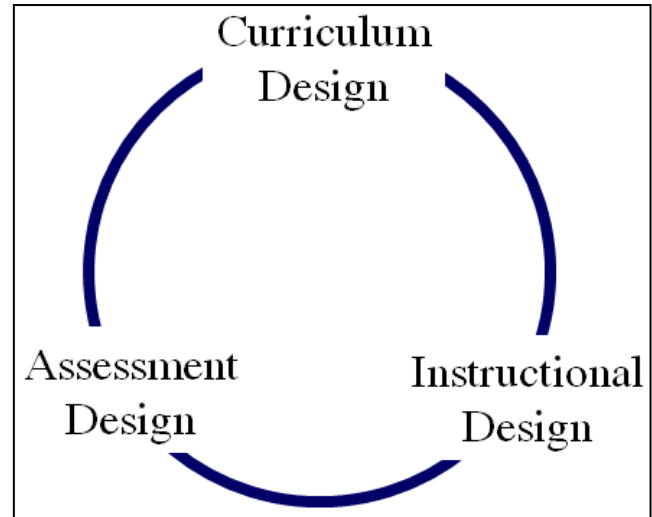 Curriculum
Design
Assessment
Design
Instructional
Design